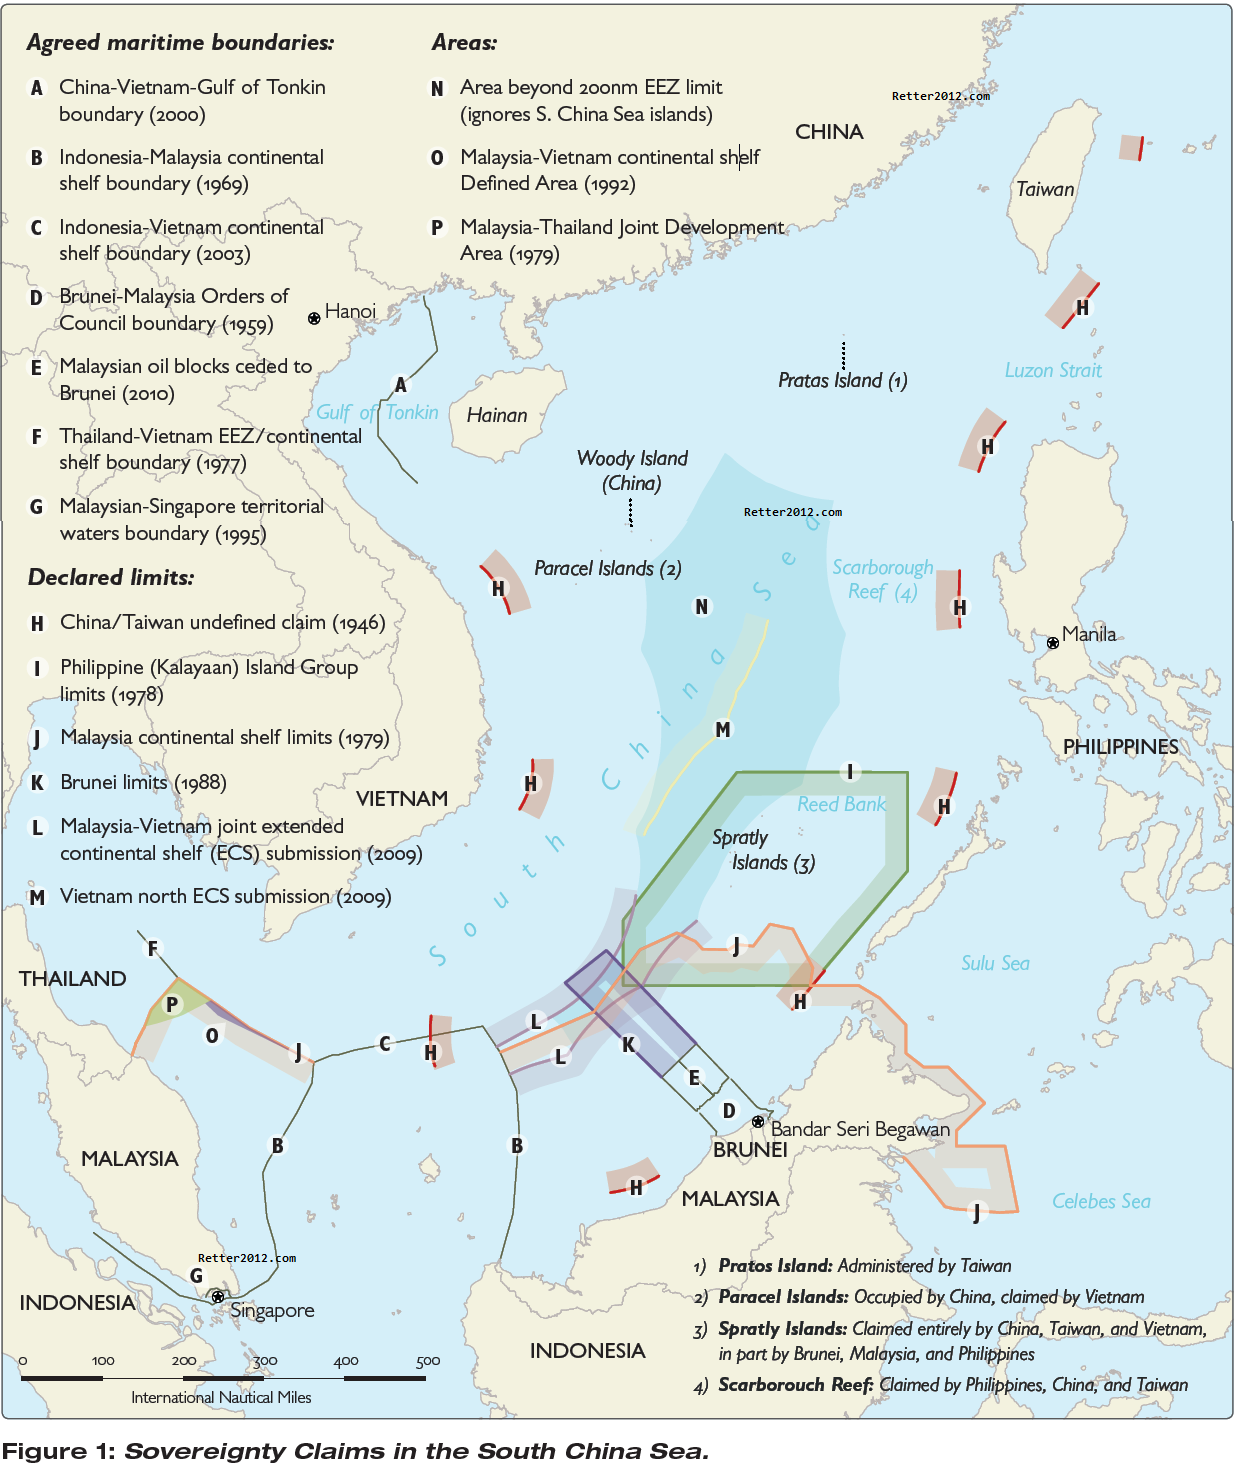 Agreed maritime boundaries:
A China-Vietnam-Gulf of Tonkin
boundary (2000)
B Indonesia-Malaysia continental
shelf boundary (1969)
C Indonesia-Vietnam continental
shelf boundary (2003)
D Brunei-Malaysia Orders of
Council boundary (1959)
E Malaysian oil blocks ceded to
Brunei (2010)
F Thailand-Vietnam EEZ/continental
shelf boundary (1977)
G Malaysian-Singapore territorial
waters boundary (1995)
Declared limits:
H China/Taiwan undefined claim (1946)
I Philippine (Kalayaan) Island Group
limits (1978)
J Malaysia continental shelf limits (1979)
K Brunei limits (1988)
L Malaysia-Vietnam joint extended
continental shelf (ECS) submission (2009)
M Vietnam north ECS submission (2009)
Areas:
N Area beyond 200nm EEZ limit
(ignores S. China Sea islands)
O Malaysia-Vietnam continental shelf
Defined Area (1992)
P Malaysia-Thailand Joint Development
Area (1979)
Retter2012.com
CHINA
Taiwan
Hanoi
H
Luzon Strait
Pratas Island (1)
A
Gulf of Tonkin
Hainan
H
Woody Island
(China)
Retter2012.com
Paracel Islands (2)
Scarborough
Reef (4)
H
N
H
Manila
South China Sea
M
PHILIPPINES
I
H
VIETNAM
Reed Bank
H
Spratly
Islands (3)
F
J
Sulu Sea
THAILAND
P
H
O
L
J
C
H
L
K
E
D
Bandar Seri Begawan
B
B
BRUNEI
MALAYSIA
H
MALAYSIA
J
Celebes Sea
Retter2012.com
G
INDONESIA
Singapore
INDONESIA
0 100 200 300 400 500
International Nautical Miles
1) Pratos Island: Administered by Taiwan
2) Paracel Islands: Occupied by China, claimed by Vietnam
3) Spratly Islands: Claimed entirely by China, Taiwan, and Vietnam,
in part by Brunei, Malaysia, and Philippines
4) Scarborouch Reef: Claimed by Philippines, China, and Taiwan
Figure 1: Sovereignty Claims in the South China Sea.